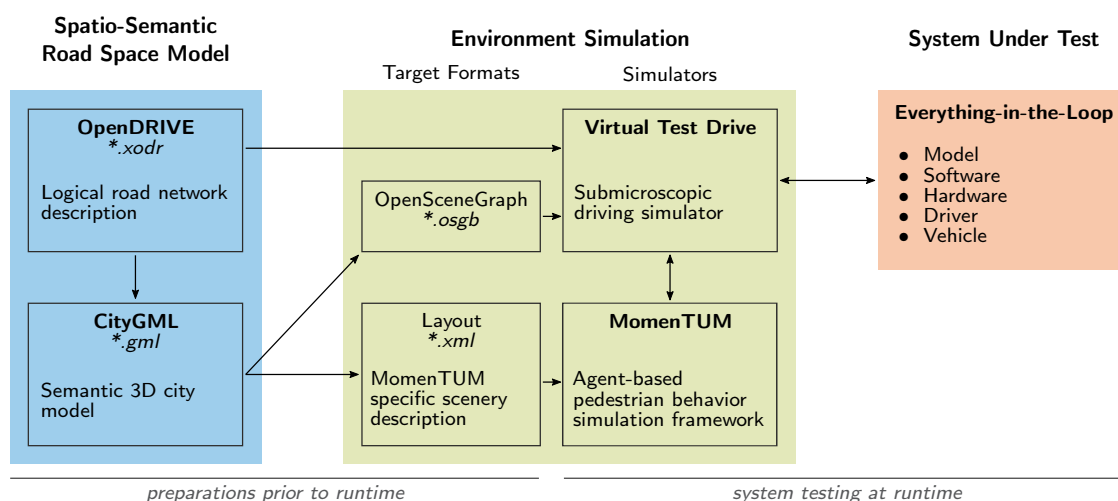 Spatio-Semantic
Road Space Model
Environment Simulation
System Under Test
Target Formats
Simulators
OpenDRIVE
*.xodr
Logical road network
description
OpenSceneGraph
*.osgb
Virtual Test Drive
Submicroscopic
driving simulator
Everything-in-the-Loop
● Model
● Software
● Hardware
● Driver
● Vehicle
CityGML
*.gml
Semantic 3D city
model
Layout
*.xml
MomenTUM
specific scenery
description
MomenTUM
Agent-based
pedestrian behavior
simulation framework
preparations prior to runtime
system testing at runtime